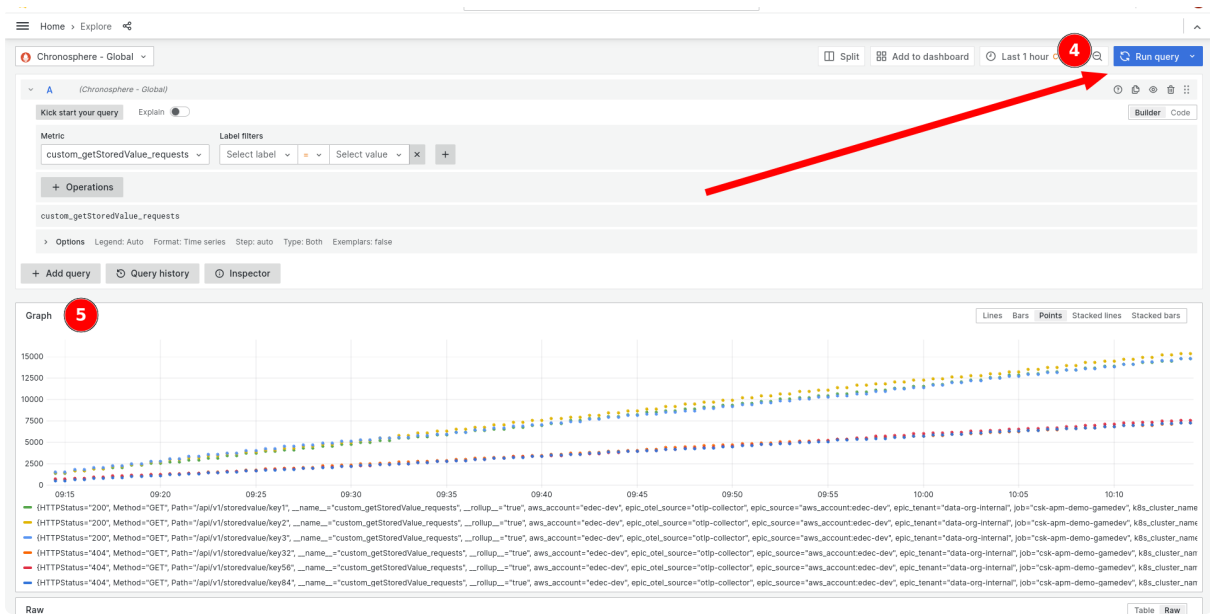 Home › Explore
Chronosphere - Global
Split
Add to dashboard
Last 1 hour
4
Run query
A (Chronosphere - Global)
Kick start your query Explain
Builder Code
Metric Label filters
custom_getStoredValue_requests Select label = Select value × +
+ Operations
custom_getStoredValue_requests
› Options Legend: Auto Format: Time series Step: auto Type: Both Exemplars: false
+ Add query Query history Inspector
Graph 5 Lines Bars Points Stacked lines Stacked bars
15000
12500
10000
7500
5000
2500
0
09:15 09:20 09:25 09:30 09:35 09:40 09:45 09:50 09:55 10:00 10:05 10:10
{HTTPStatus="200", Method="GET", Path="/api/v1/storedvalue/key1", __name__="custom_getStoredValue_requests", __rollup__="true", aws_account="edec-dev", epic_otel_source="otlp-collector", epic_source="aws_account:edec-dev", epic_tenant="data-org-internal", job="csk-apm-demo-gamedev", k8s_cluster_name
{HTTPStatus="200", Method="GET", Path="/api/v1/storedvalue/key2", __name__="custom_getStoredValue_requests", __rollup__="true", aws_account="edec-dev", epic_otel_source="otlp-collector", epic_source="aws_account:edec-dev", epic_tenant="data-org-internal", job="csk-apm-demo-gamedev", k8s_cluster_name
{HTTPStatus="200", Method="GET", Path="/api/v1/storedvalue/key3", __name__="custom_getStoredValue_requests", __rollup__="true", aws_account="edec-dev", epic_otel_source="otlp-collector", epic_source="aws_account:edec-dev", epic_tenant="data-org-internal", job="csk-apm-demo-gamedev", k8s_cluster_name
{HTTPStatus="404", Method="GET", Path="/api/v1/storedvalue/key32", __name__="custom_getStoredValue_requests", __rollup__="true", aws_account="edec-dev", epic_otel_source="otlp-collector", epic_source="aws_account:edec-dev", epic_tenant="data-org-internal", job="csk-apm-demo-gamedev", k8s_cluster_nam
{HTTPStatus="404", Method="GET", Path="/api/v1/storedvalue/key56", __name__="custom_getStoredValue_requests", __rollup__="true", aws_account="edec-dev", epic_otel_source="otlp-collector", epic_source="aws_account:edec-dev", epic_tenant="data-org-internal", job="csk-apm-demo-gamedev", k8s_cluster_nam
{HTTPStatus="404", Method="GET", Path="/api/v1/storedvalue/key84", __name__="custom_getStoredValue_requests", __rollup__="true", aws_account="edec-dev", epic_otel_source="otlp-collector", epic_source="aws_account:edec-dev", epic_tenant="data-org-internal", job="csk-apm-demo-gamedev", k8s_cluster_nam
Raw Table Raw